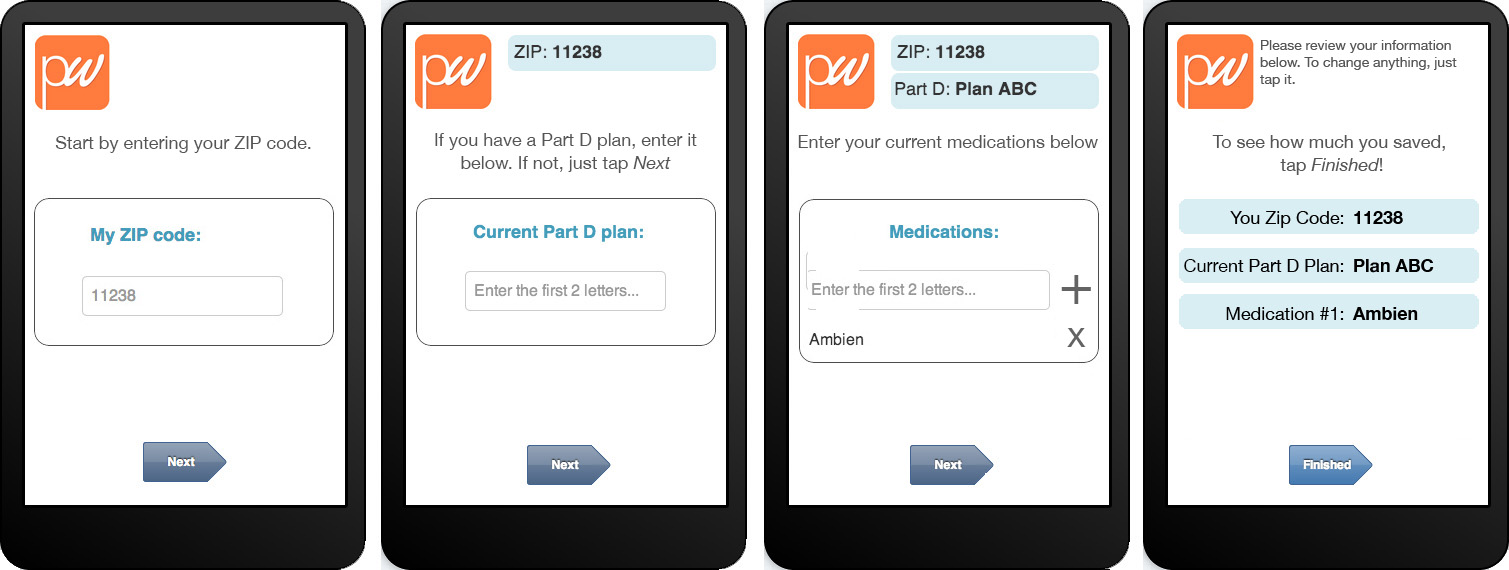 pw
Start by entering your ZIP code.
My ZIP code:
11238
Next
pw
ZIP: 11238
If you have a Part D plan, enter it
below. If not, just tap Next
Current Part D plan:
Enter the first 2 letters...
Next
pw
ZIP: 11238
Part D: Plan ABC
Enter your current medications below
Medications:
Enter the first 2 letters...
+
Ambien X
Next
pw
Please review your information
below. To change anything, just
tap it.
To see how much you saved,
tap Finished!
You Zip Code: 11238
Current Part D Plan: Plan ABC
Medication #1: Ambien
Finished